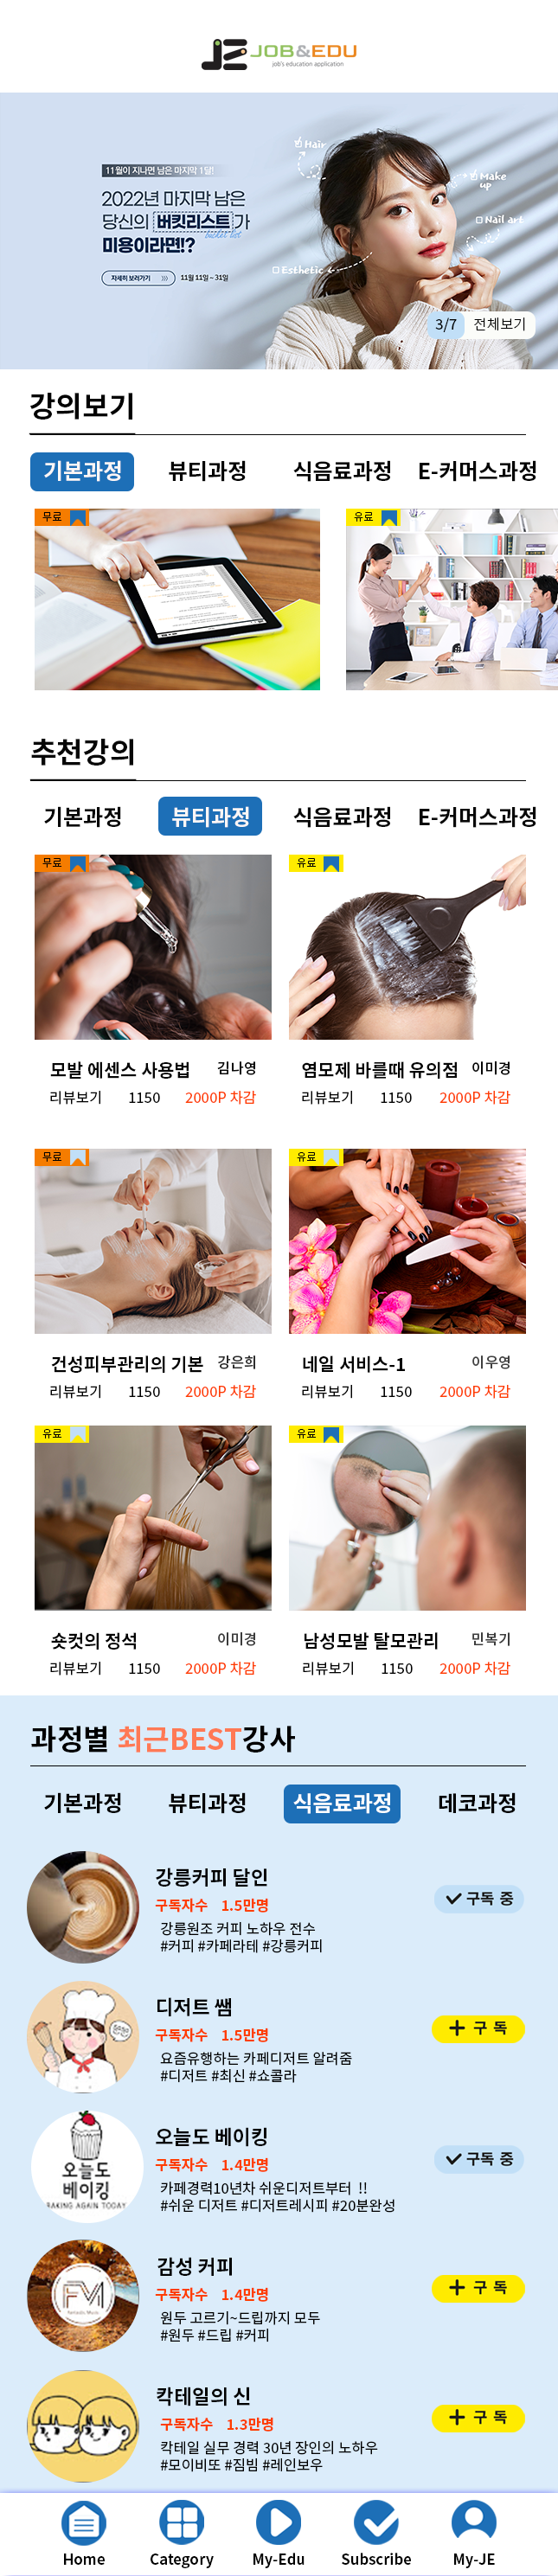 JE JOB&EDU
job's education application
11월이 지나면 남은 마지막 1달!
2022년 마지막 남은
당신의 버킷리스트가
bucket list
미용이라면!?
자세히 보러가기 >>> 11월 11일~31일
Hair
Make up
Nail art
Esthetic
3/7 전체보기
강의보기
기본과정 뷰티과정 식음료과정 E-커머스과정
무료 유료
추천강의
기본과정 뷰티과정 식음료과정 E-커머스과정
무료 유료
모발 에센스 사용법 김나영 염모제 바를때 유의점 이미경
리뷰보기 1150 2000P 차감 리뷰보기 1150 2000P 차감
무료 유료
건성피부관리의 기본 강은희 네일 서비스-1 이우영
리뷰보기 1150 2000P 차감 리뷰보기 1150 2000P 차감
유료 유료
숏컷의 정석 이미경 남성모발 탈모관리 민복기
리뷰보기 1150 2000P 차감 리뷰보기 1150 2000P 차감
과정별 최근BEST강사
기본과정 뷰티과정 식음료과정 데코과정
강릉커피 달인
구독자수 1.5만명
구독 중
강릉원조 커피 노하우 전수
#커피 #카페라테 #강릉커피
디저트 쌤
구독자수 1.5만명
+ 구 독
요즘유행하는 카페디저트 알려줌
#디저트 #최신 #쇼콜라
오늘도
베이킹
BAKING AGAIN TODAY
오늘도 베이킹
구독자수 1.4만명
구독 중
카페경력10년차 쉬운디저트부터 !!
#쉬운 디저트 #디저트레시피 #20분완성
FM
감성 커피
구독자수 1.4만명
+ 구 독
원두 고르기~드립까지 모두
#원두 #드립 #커피
칵테일의 신
구독자수 1.3만명
+ 구 독
칵테일 실무 경력 30년 장인의 노하우
#모이비또 #짐빔 #레인보우
Home Category My-Edu Subscribe My-JE